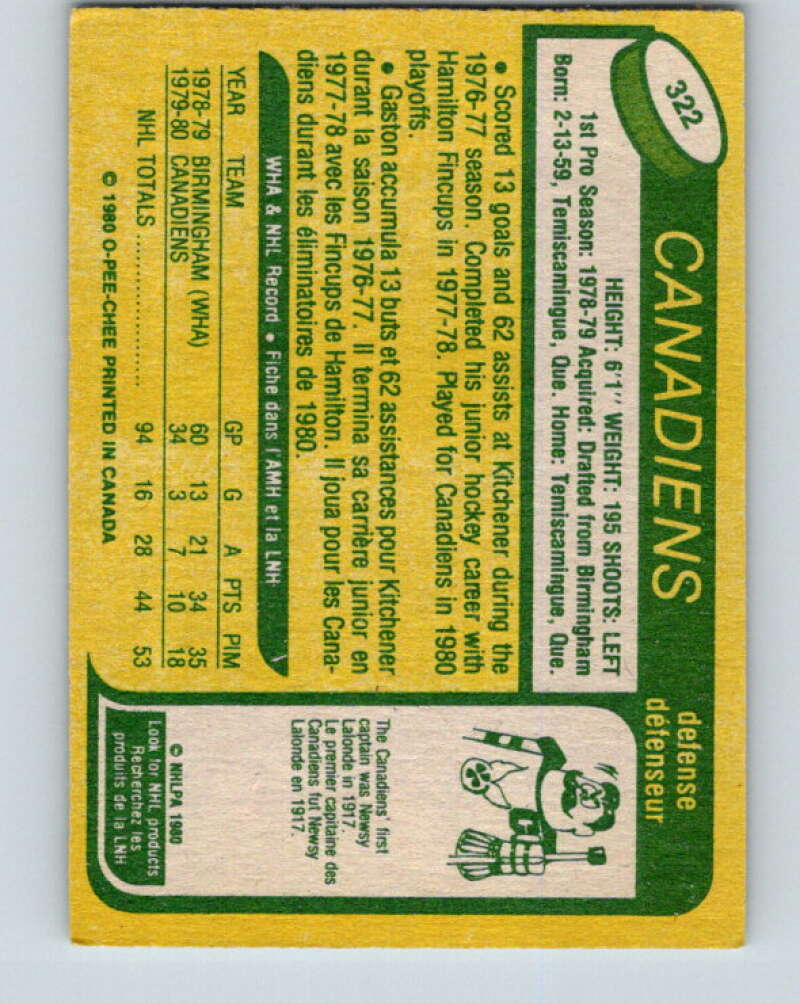 322
CANADIENS
defense
défenseur
HEIGHT: 6'1" WEIGHT: 195 SHOOTS: LEFT
1st Pro Season: 1978-79 Acquired: Drafted from Birmingham
Born: 2-13-59, Temiscamingue, Que. Home: Temiscamingue, Que.
• Scored 13 goals and 62 assists at Kitchener during the
1976-77 season. Completed his junior hockey career with
Hamilton Fincups in 1977-78. Played for Canadiens in 1980
playoffs.
• Gaston accumula 13 buts et 62 assistances pour Kitchener
durant la saison 1976-77. Il termina sa carrière junior en
1977-78 avec les Fincups de Hamilton. Il joua pour les Cana-
diens durant les éliminatoires de 1980.
WHA & NHL Record • Fiche dans l'AMH et la LNH
YEAR TEAM GP G A PTS PIM
1978-79 BIRMINGHAM (WHA) 60 13 21 34 35
1979-80 CANADIENS 34 3 7 10 18
NHL TOTALS .................... 94 16 28 44 53
© 1980 O-PEE-CHEE PRINTED IN CANADA
C
The Canadiens' first
captain was Newsy
Lalonde in 1917.
Le premier capitaine des
Canadiens fut Newsy
Lalonde en 1917.
© NHLPA 1980
Look for NHL products
Recherchez les
produits de la LNH